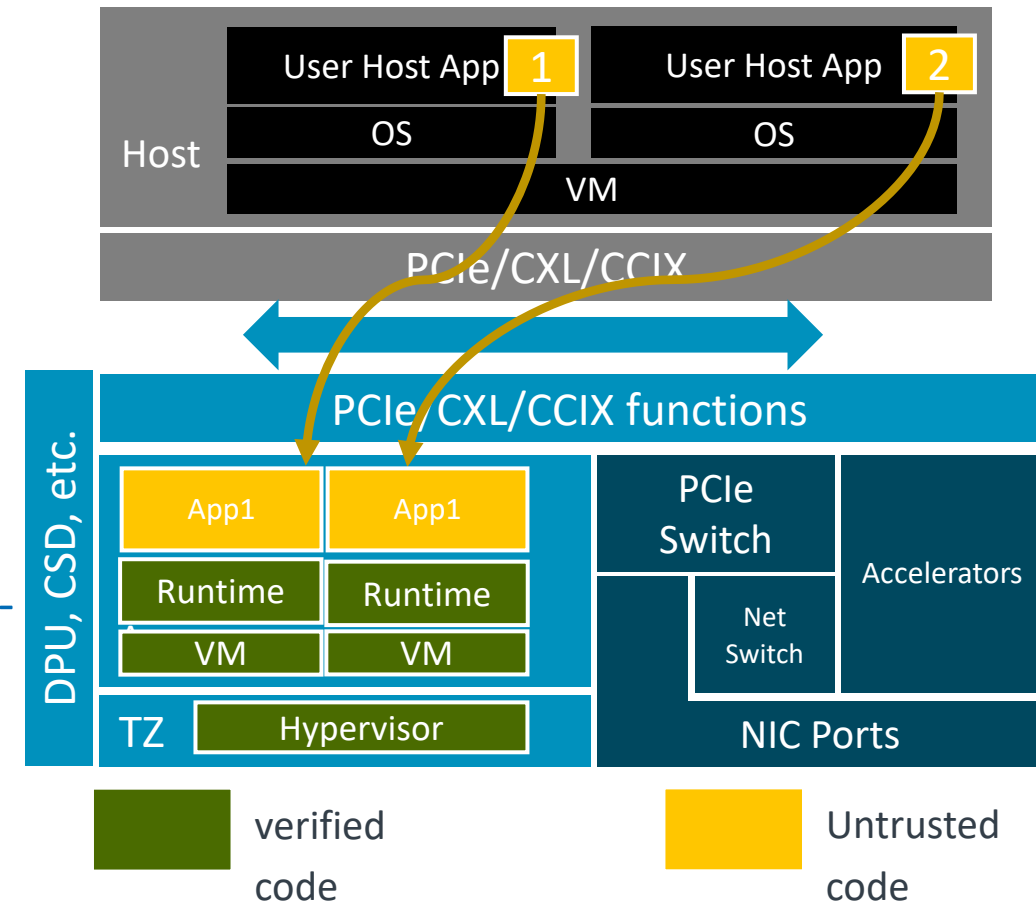 User Host App
1
User Host App
2
OS
OS
Host
VM
PCIe/CXL/CCIX
DPU, CSD, etc.
PCIe/CXL/CCIX functions
App1
App1
Runtime
Runtime
VM
VM
TZ
Hypervisor
PCIe
Switch
Net
Switch
Accelerators
NIC Ports
verified
code
Untrusted
code